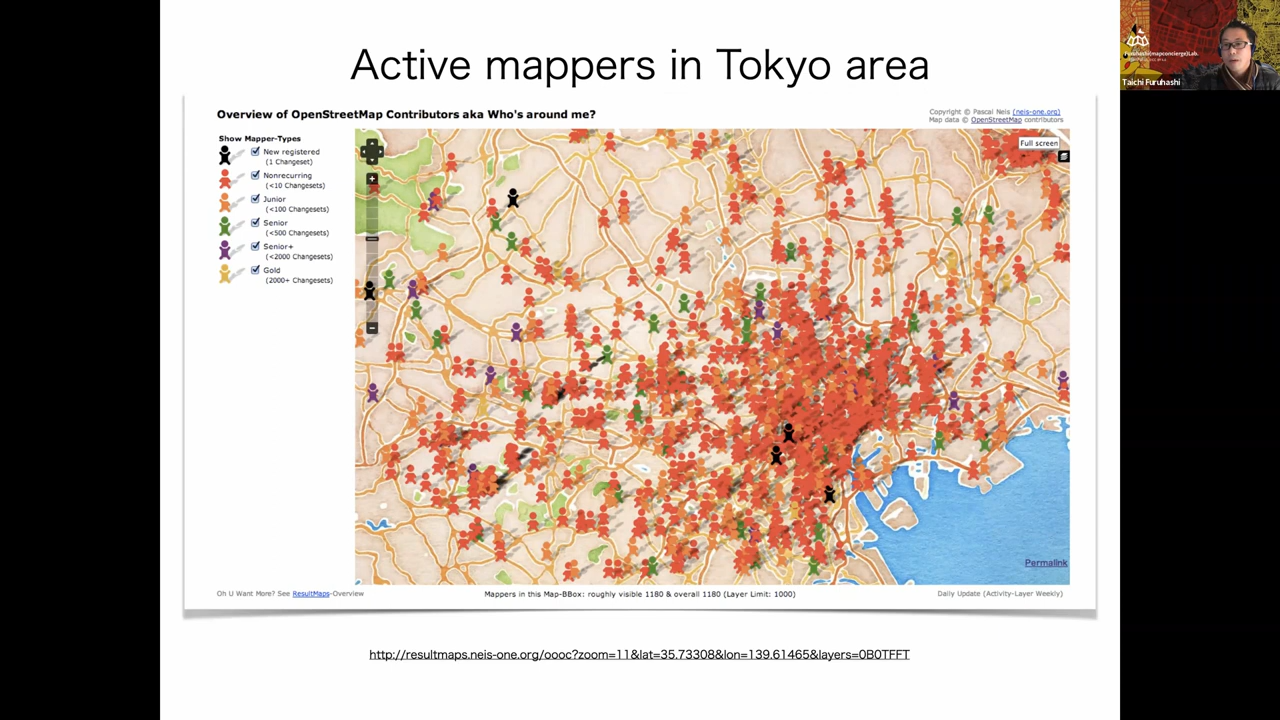 Active mappers in Tokyo area
Overview of OpenStreetMap Contributors aka Who's around me?
Copyright © Pascal Neis (neis-one.org)
Map data © OpenStreetMap contributors
Show Mapper-Types
New registered
(1 Changeset)
Nonrecurring
(<10 Changesets)
Junior
(<100 Changesets)
Senior
(<500 Changesets)
Senior+
(<2000 Changesets)
Gold
(2000+ Changesets)
Full screen
Permalink
Oh U Want More? See ResultMaps-Overview
Mappers in this Map-BBox: roughly visible 1180 & overall 1180 (Layer Limit: 1000)
Daily Update (Activity-Layer Weekly)
http://resultmaps.neis-one.org/oooc?zoom=11&lat=35.73308&lon=139.61465&layers=0B0TFFT
Furuhashi(mapconcierge)Lab.
Taichi Furuhashi